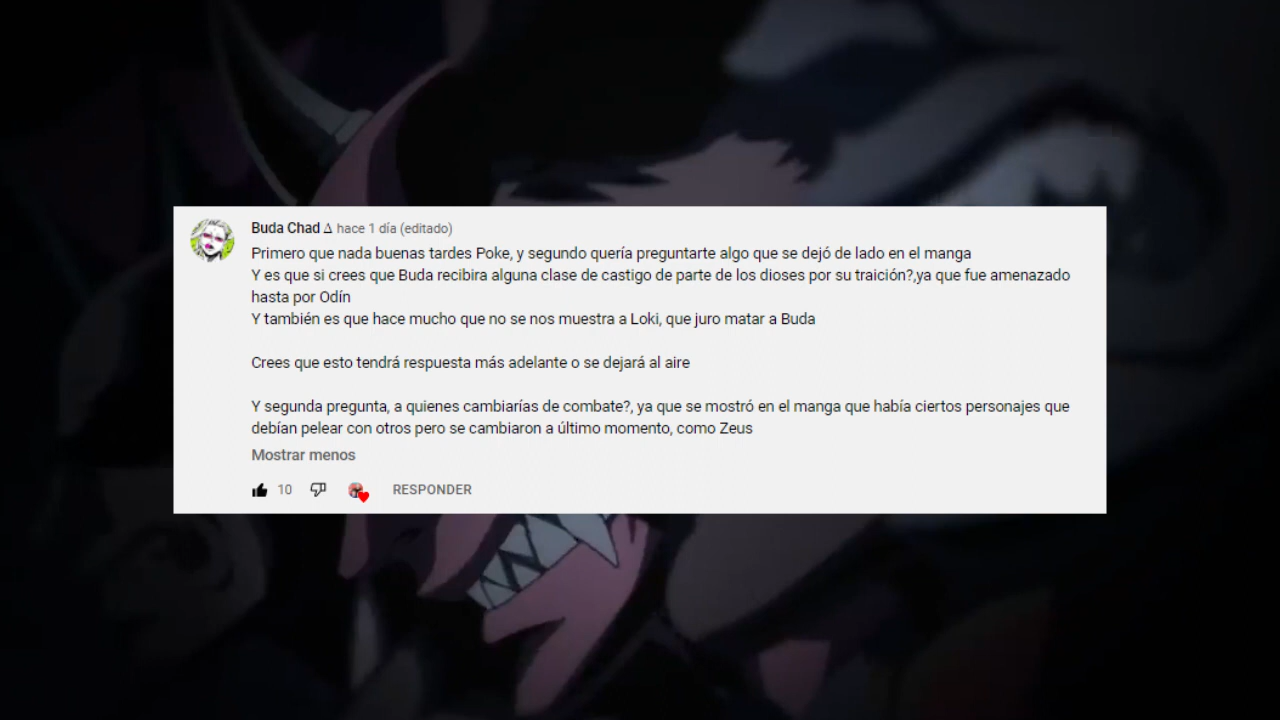 Buda Chad Δ hace 1 día (editado)
Primero que nada buenas tardes Poke, y segundo quería preguntarte algo que se dejó de lado en el manga
Y es que si crees que Buda recibira alguna clase de castigo de parte de los dioses por su traición?,ya que fue amenazado
hasta por Odín
Y también es que hace mucho que no se nos muestra a Loki, que juro matar a Buda
Crees que esto tendrá respuesta más adelante o se dejará al aire
Y segunda pregunta, a quienes cambiarías de combate?, ya que se mostró en el manga que había ciertos personajes que
debían pelear con otros pero se cambiaron a último momento, como Zeus
Mostrar menos
10 RESPONDER